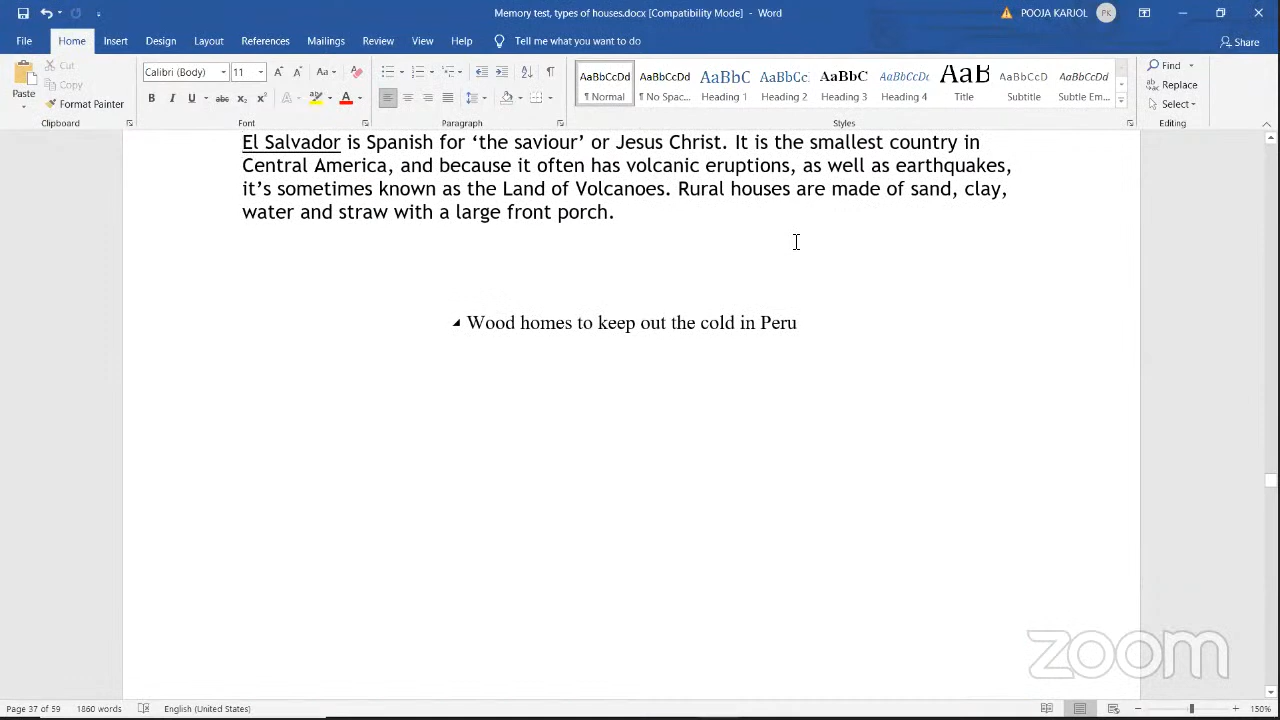 Memory test, types of houses.docx [Compatibility Mode] - Word
POOJA KARJOL
PK
File Home Insert Design Layout References Mailings Review View Help Tell me what you want to do
Share
Paste
Cut
Copy
Format Painter
Clipboard
Calibri (Body) 11
Font
Paragraph
AaBbCcDd AaBbCcDd AaBbC AaBbCc AaBbC AaBbCcDc AaB AaBbCcD AaBbCcDd
¶ Normal ¶ No Spac... Heading 1 Heading 2 Heading 3 Heading 4 Title Subtitle Subtle Em...
Styles
Find
Replace
Select
Editing
El Salvador is Spanish for ‘the saviour’ or Jesus Christ. It is the smallest country in
Central America, and because it often has volcanic eruptions, as well as earthquakes,
it’s sometimes known as the Land of Volcanoes. Rural houses are made of sand, clay,
water and straw with a large front porch.
Wood homes to keep out the cold in Peru
zoom
Page 37 of 59 1860 words English (United States) 150%